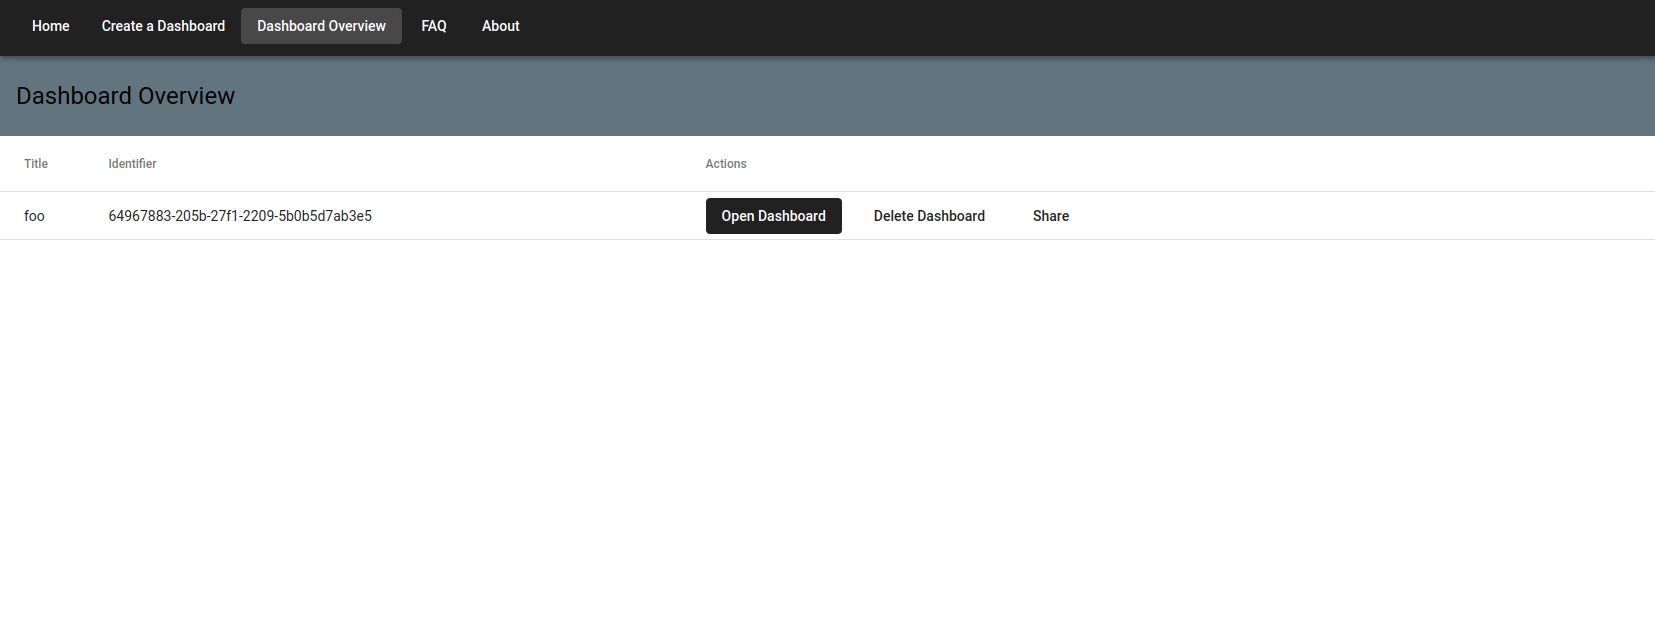 Home Create a Dashboard Dashboard Overview FAQ About
Dashboard Overview
Title Identifier Actions
foo 64967883-205b-27f1-2209-5b0b5d7ab3e5 Open Dashboard Delete Dashboard Share